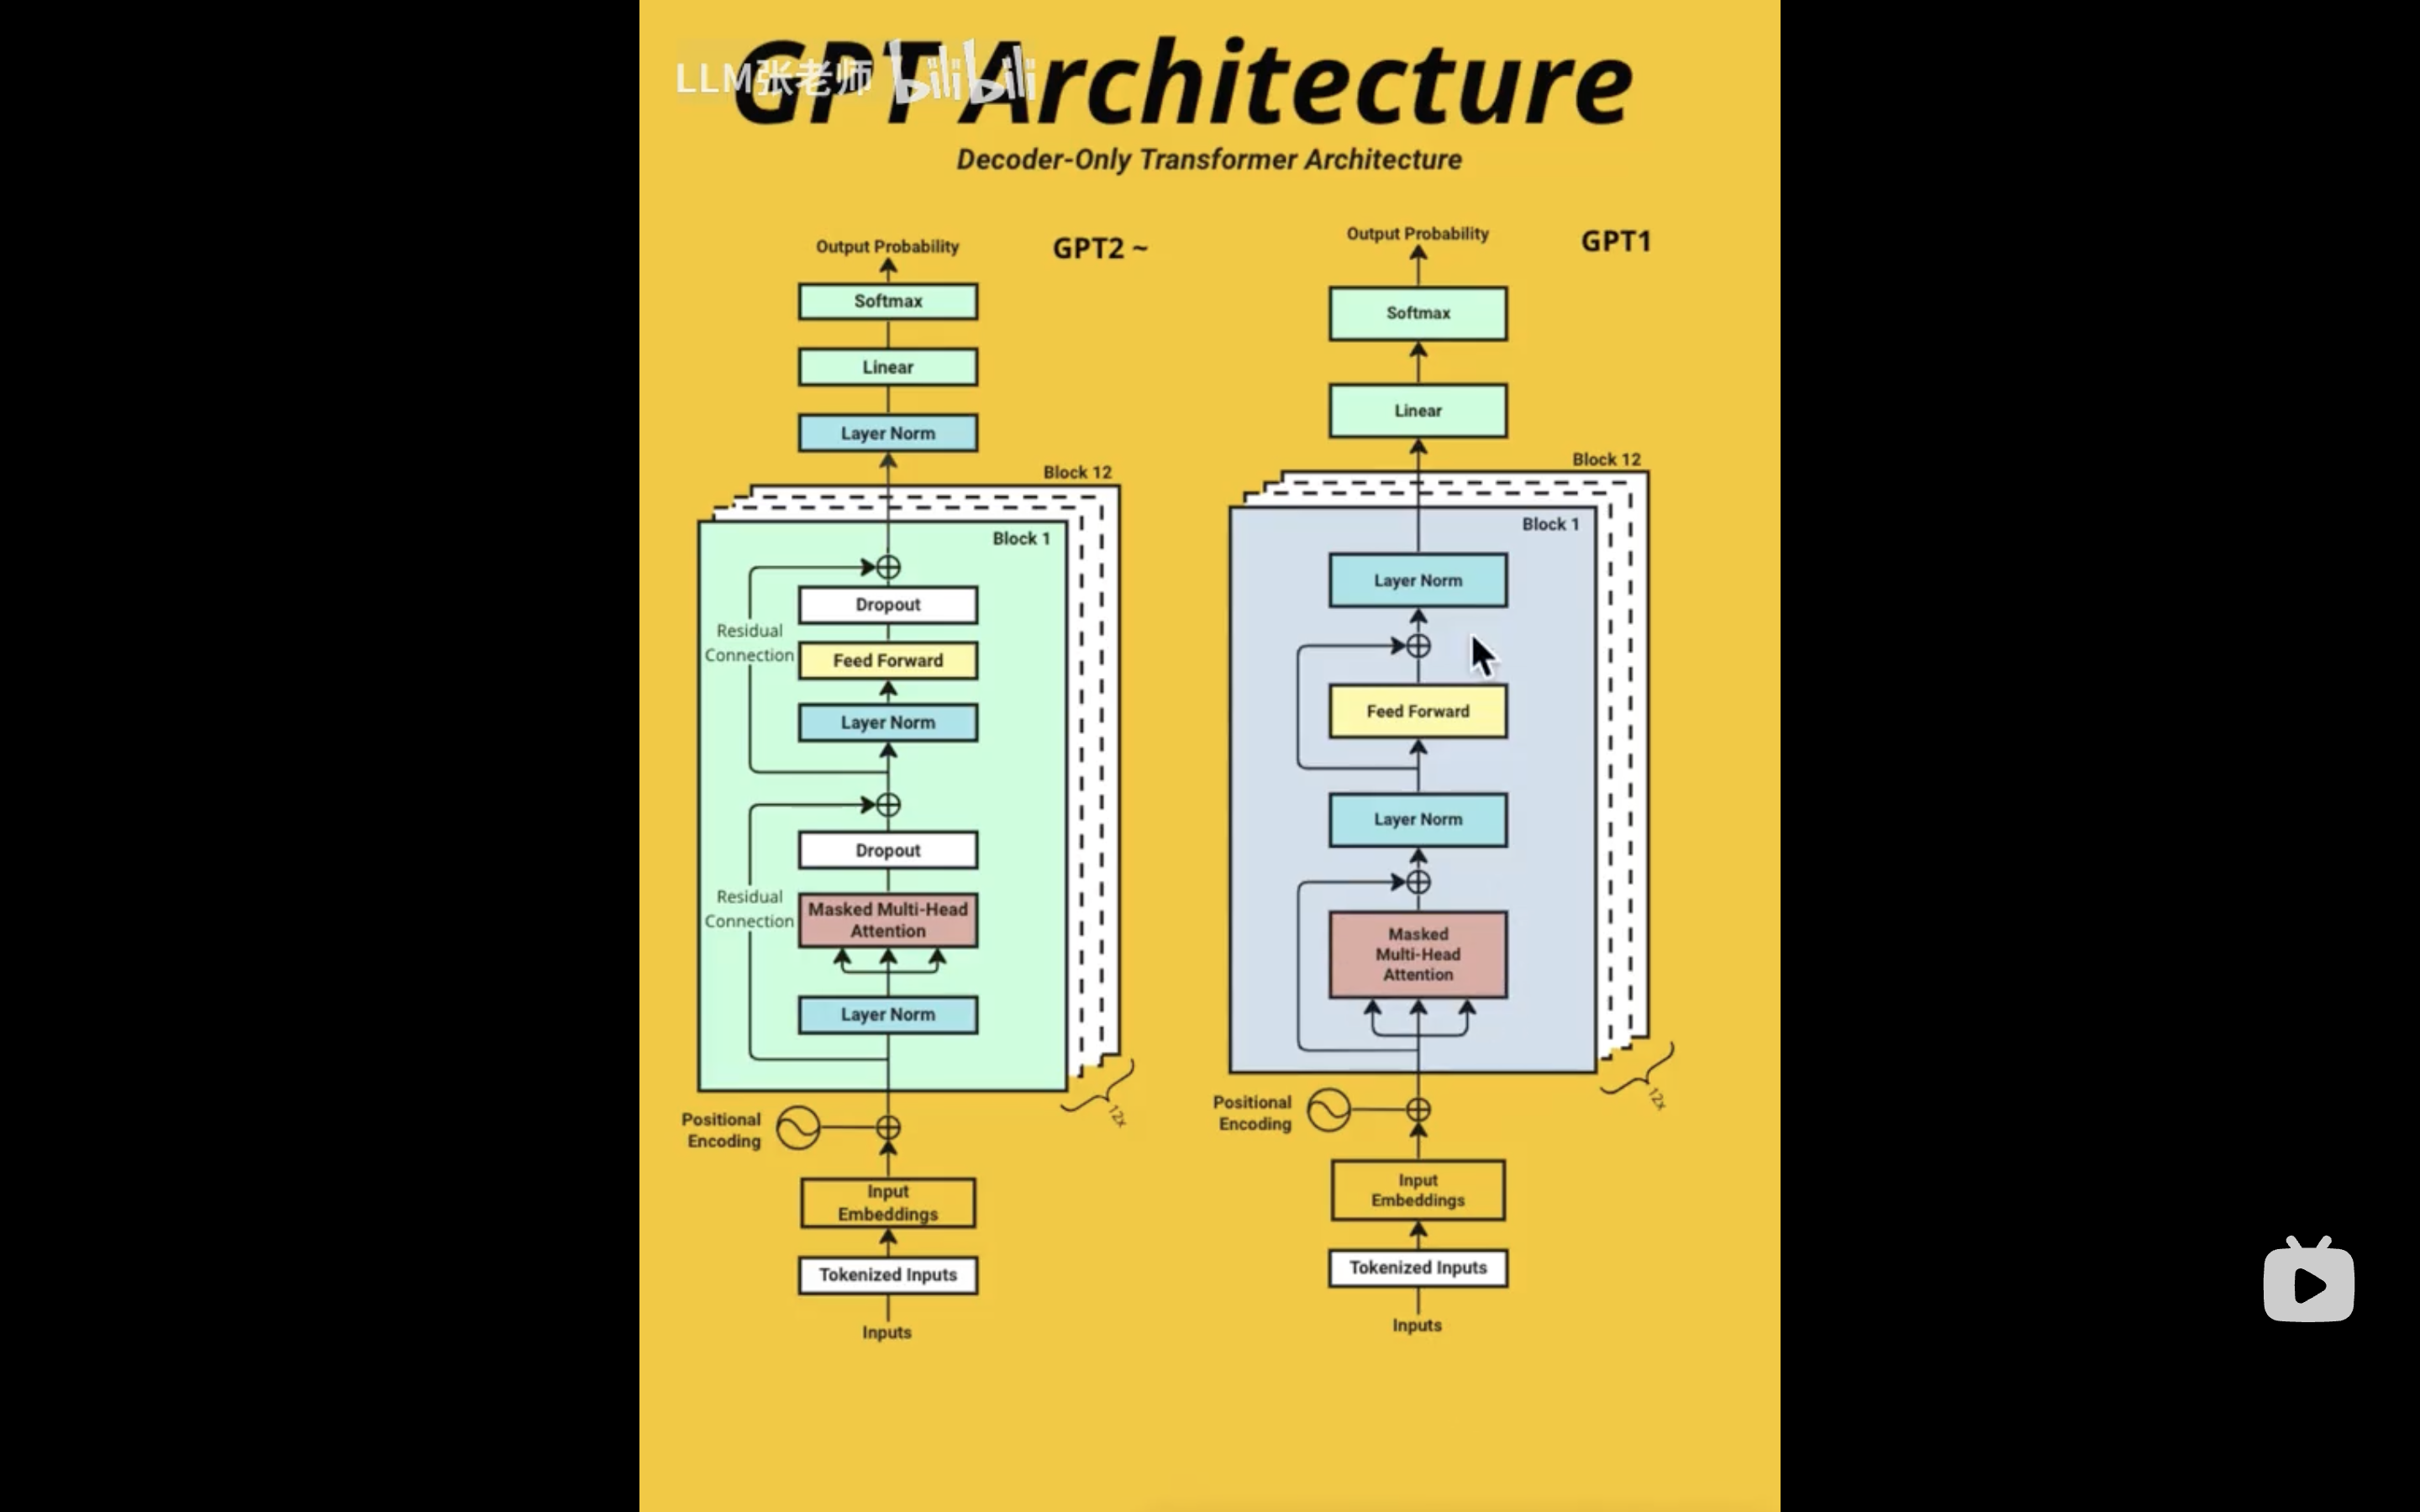 GPT Architecture
LLM张老师 bilibili
Decoder-Only Transformer Architecture
GPT2 ~
Output Probability
Softmax
Linear
Layer Norm
Block 12
Block 1
Dropout
Residual
Connection
Feed Forward
Layer Norm
Dropout
Residual
Connection
Masked Multi-Head
Attention
Layer Norm
12x
Positional
Encoding
Input
Embeddings
Tokenized Inputs
Inputs
GPT1
Output Probability
Softmax
Linear
Block 12
Block 1
Layer Norm
Feed Forward
Layer Norm
Masked
Multi-Head
Attention
12x
Positional
Encoding
Input
Embeddings
Tokenized Inputs
Inputs